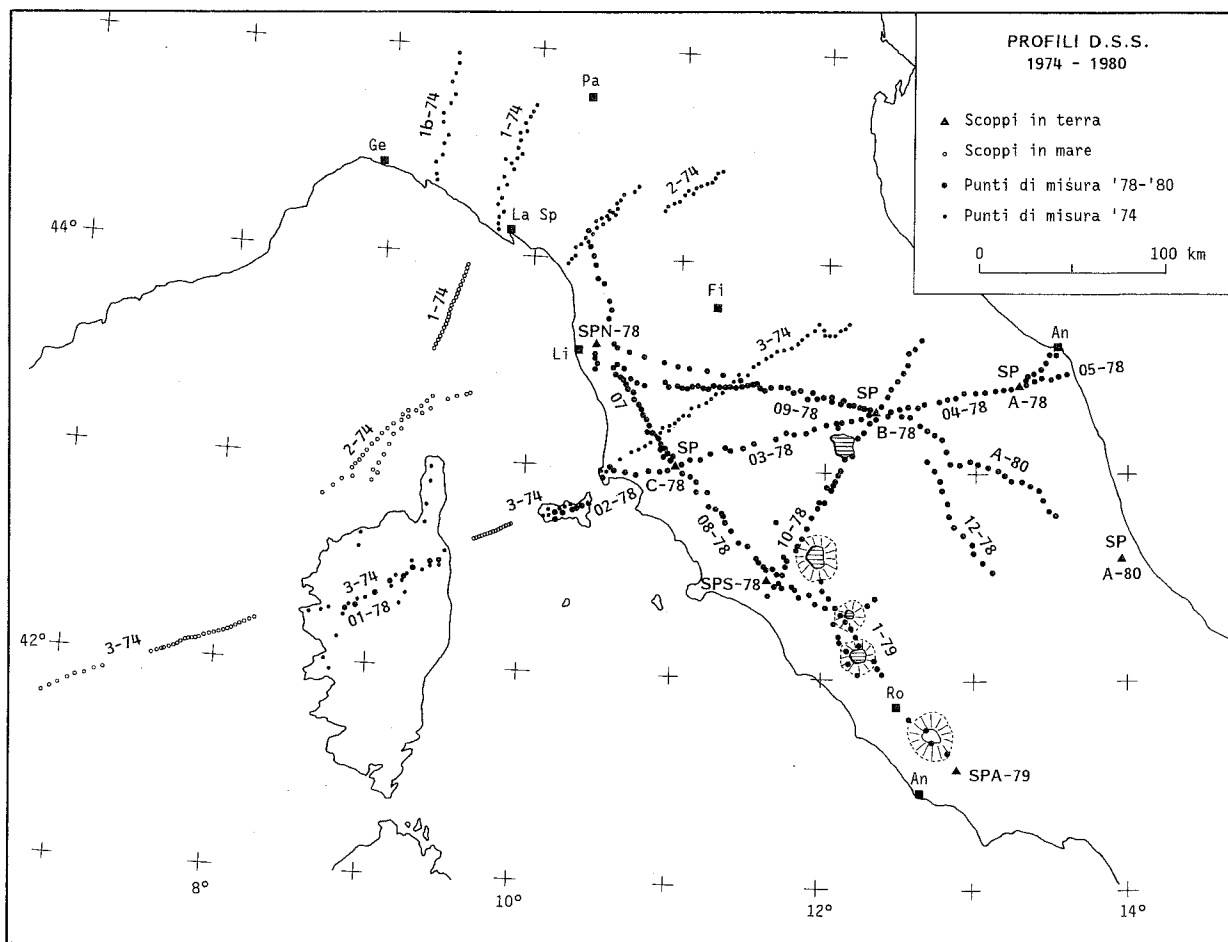 PROFILI D.S.S.
1974 - 1980
Scoppi in terra
Scoppi in mare
Punti di misura '78-'80
Punti di misura '74
0
100 km
Pa
Ge
1b-74
1-74
2-74
La Sp
44°
1-74
Fi
SPN-78
Li
3-74
An
SP
05-78
A-78
07
09-78
SP
04-78
B-78
2-74
SP
03-78
A-80
C-78
3-74
02-78
08-78
10-78
12-78
SP
A-80
3-74
01-78
SPS-78
42°
3-74
1-79
Ro
An
SPA-79
8°
10°
12°
14°